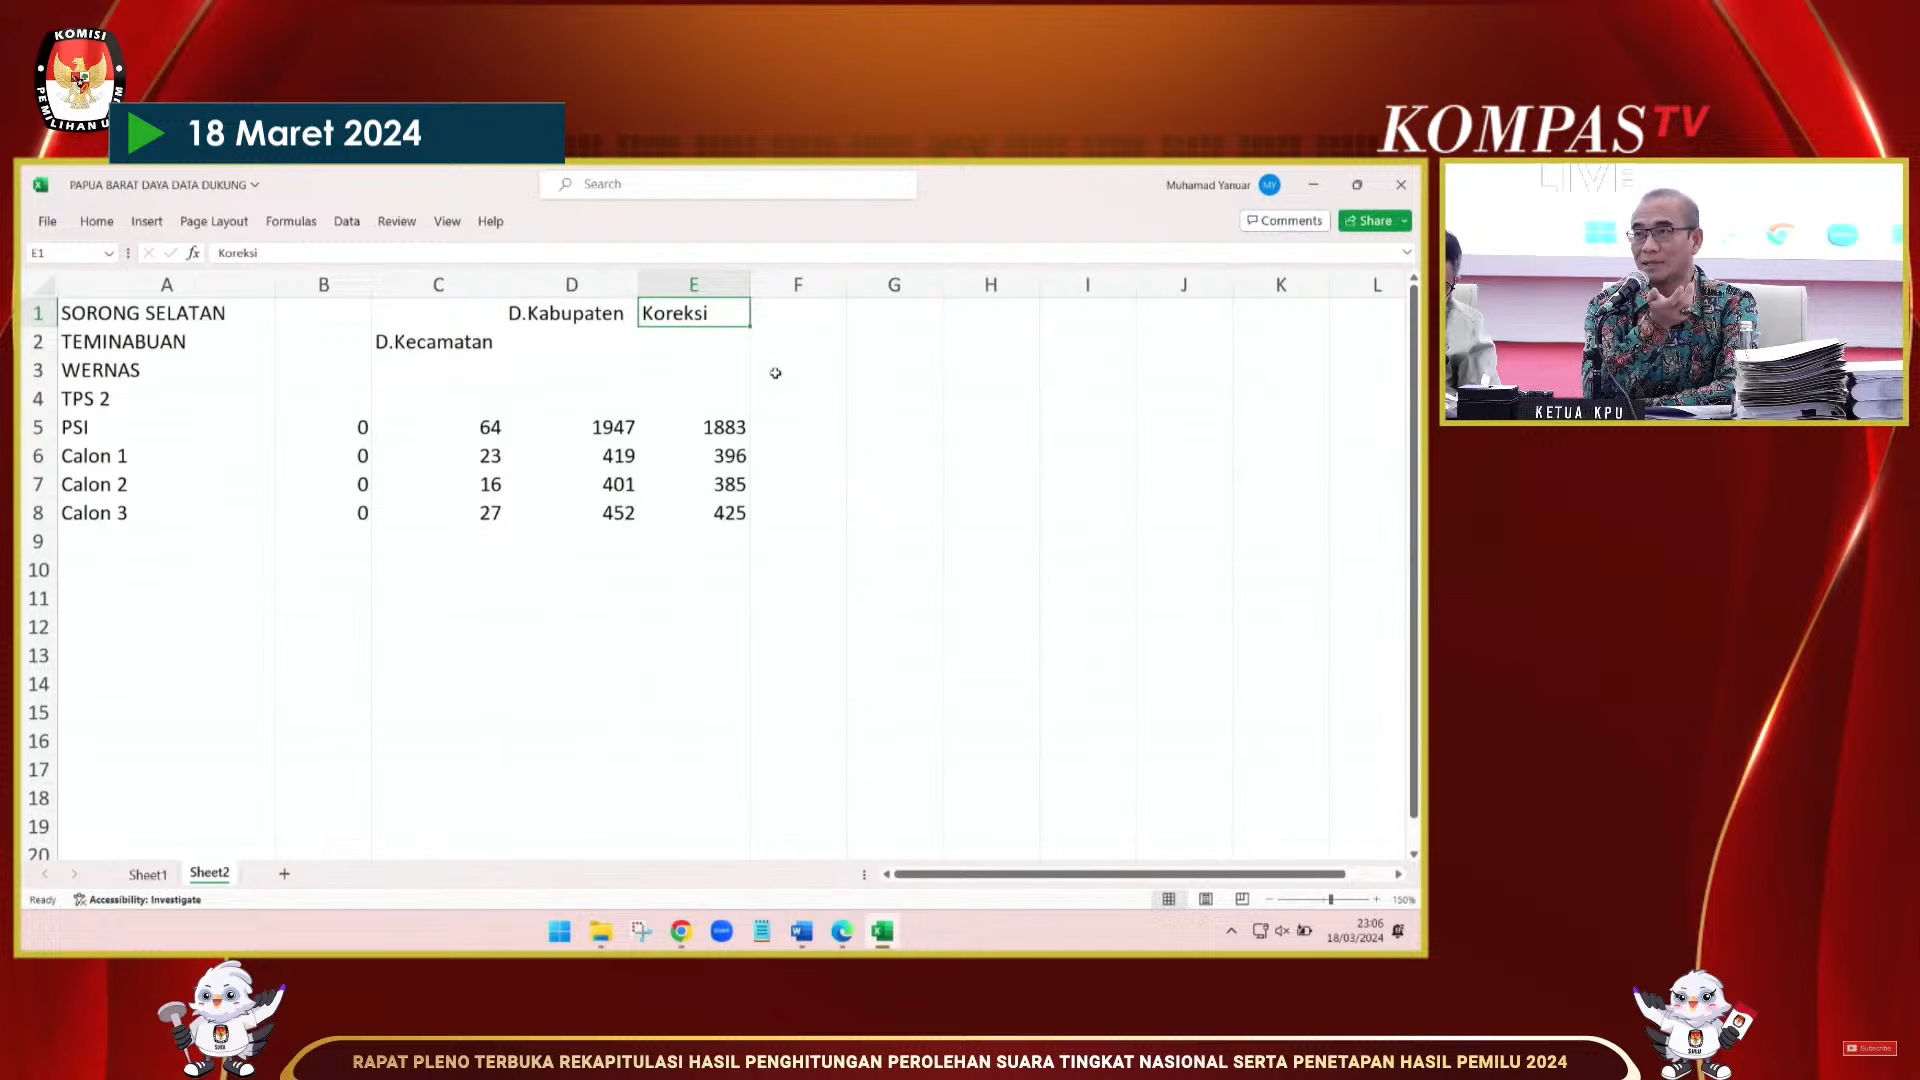 KOMISI
PEMILIHAN U
18 Maret 2024
KOMPAS TV
PAPUA BARAT DAYA DATA DUKUNG
Search
Muhamad Yanuar
MY
File Home Insert Page Layout Formulas Data Review View Help
Comments
Share
E1
fx
Koreksi
A B C D E F G H I J K L
1 SORONG SELATAN D.Kabupaten Koreksi
2 TEMINABUAN D.Kecamatan
3 WERNAS
4 TPS 2
5 PSI 0 64 1947 1883
6 Calon 1 0 23 419 396
7 Calon 2 0 16 401 385
8 Calon 3 0 27 452 425
9
10
11
12
13
14
15
16
17
18
19
20
Sheet1 Sheet2
Ready
Accessibility: Investigate
150%
23:06
18/03/2024
LIVE
KETUA KPU
RAPAT PLENO TERBUKA REKAPITULASI HASIL PENGHITUNGAN PEROLEHAN SUARA TINGKAT NASIONAL SERTA PENETAPAN HASIL PEMILU 2024
SULU
Subscribe